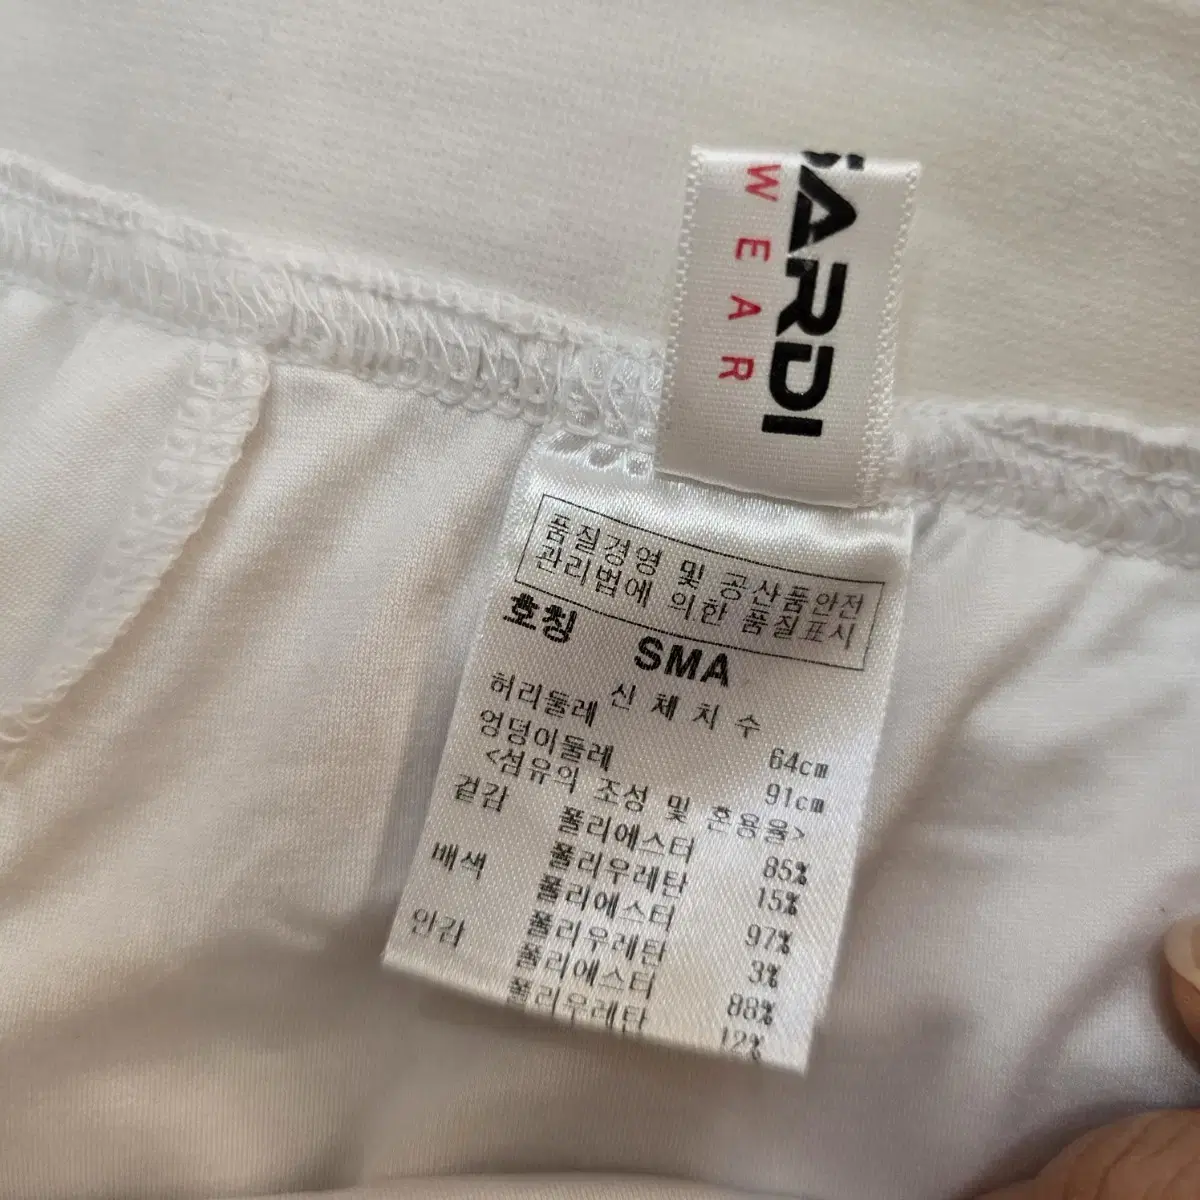 ARDI
WEAR
품질경영 및 공산품안전
관리법에 의한 품질표시
호칭 SMA
신체치수
허리둘레 64cm
엉덩이둘레 91cm
<섬유의 조성 및 혼용율>
겉감 폴리에스터 85%
폴리우레탄 15%
배색 폴리에스터 97%
폴리우레탄 3%
안감 폴리에스터 88%
폴리우레탄 12%